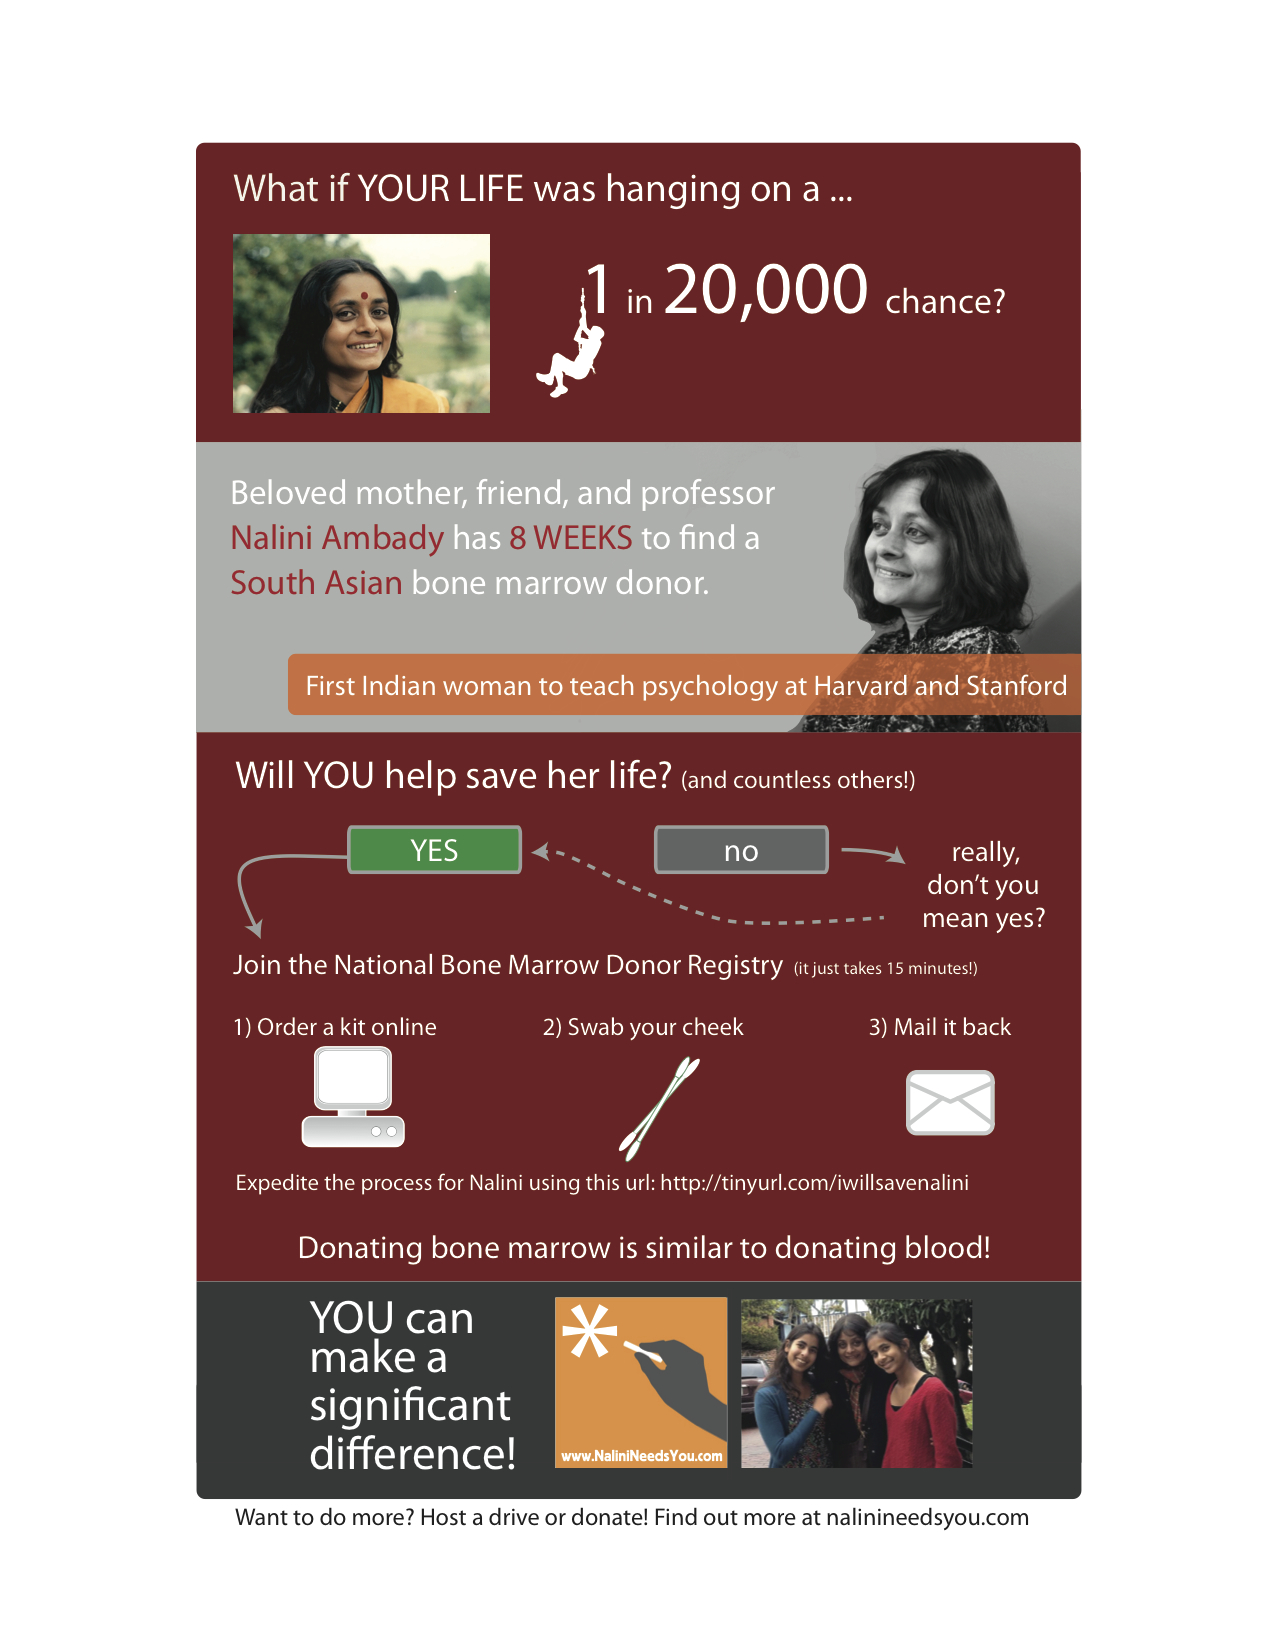 What if YOUR LIFE was hanging on a ...
1 in 20,000 chance?
Beloved mother, friend, and professor
Nalini Ambady has 8 WEEKS to find a
South Asian bone marrow donor.
First Indian woman to teach psychology at Harvard and Stanford
Will YOU help save her life? (and countless others!)
YES
no
really,
don't you
mean yes?
Join the National Bone Marrow Donor Registry (it just takes 15 minutes!)
1) Order a kit online
2) Swab your cheek
3) Mail it back
Expedite the process for Nalini using this url: http://tinyurl.com/iwillsavenalini
Donating bone marrow is similar to donating blood!
YOU can
make a
significant
difference!
www.NaliniNeedsYou.com
Want to do more? Host a drive or donate! Find out more at nalinineedsyou.com